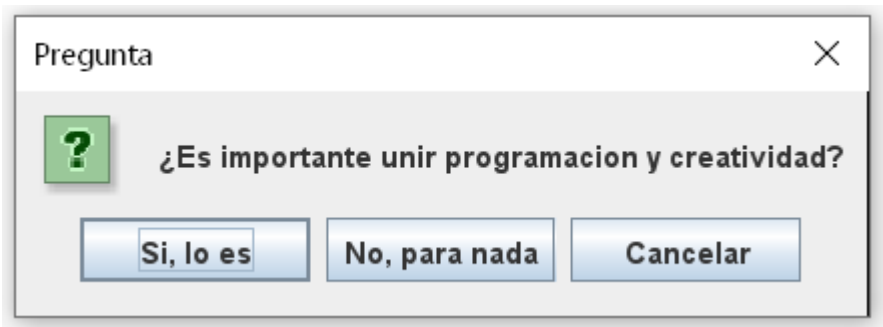 Pregunta
¿Es importante unir programacion y creatividad?
Si, lo es No, para nada Cancelar